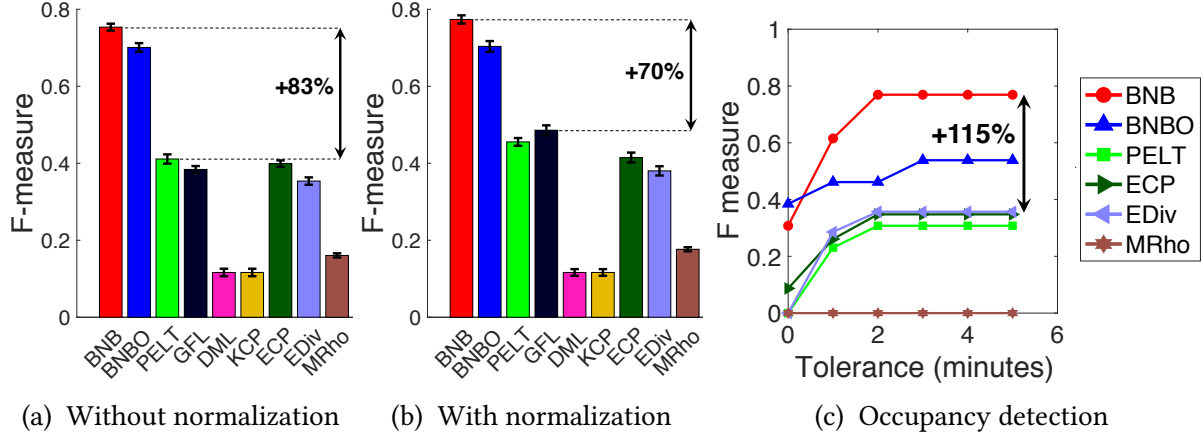 F-measure
0.8
0.6
0.4
0.2
0
+83%
BNB
BNBO
PELT
GFL
DML
KCP
ECP
EDiv
MRho
(a) Without normalization
F-measure
0.8
0.6
0.4
0.2
0
+70%
BNB
BNBO
PELT
GFL
DML
KCP
ECP
EDiv
MRho
(b) With normalization
F measure
1
0.8
0.6
0.4
0.2
0
+115%
0 2 4 6
Tolerance (minutes)
BNB
BNBO
PELT
ECP
EDiv
MRho
(c) Occupancy detection